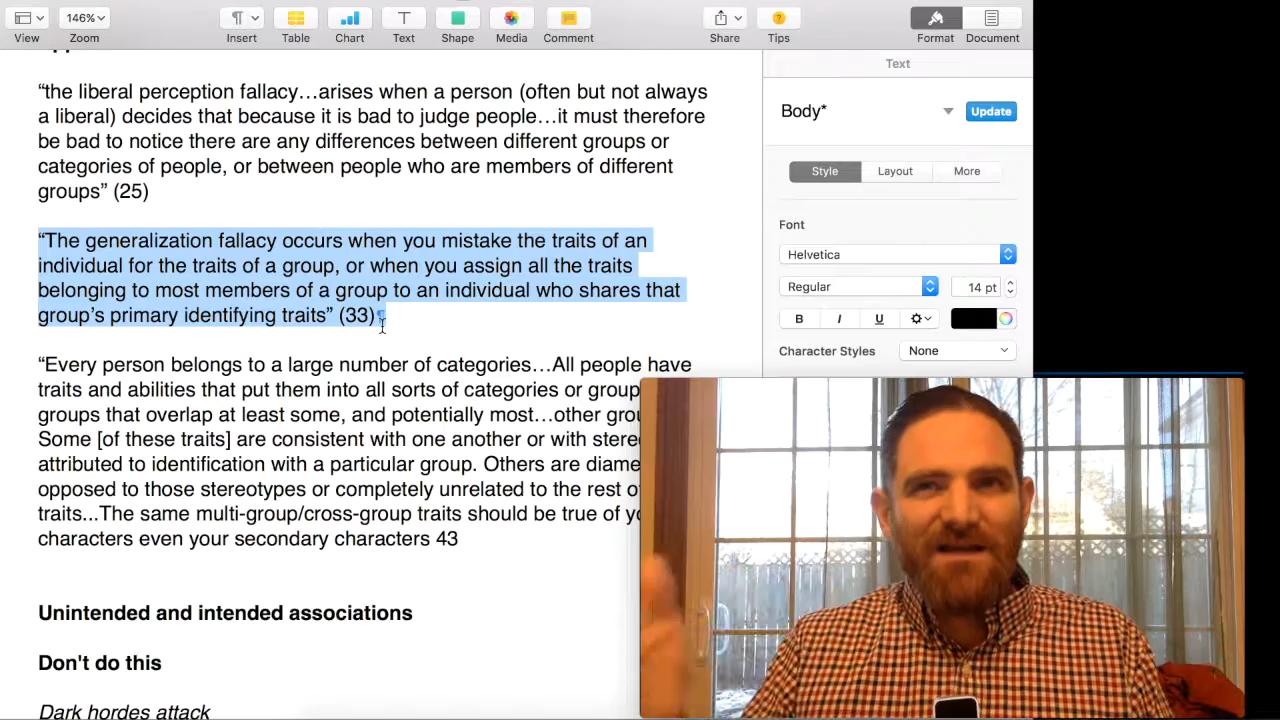 146%
View
Zoom
Insert
Table
Chart
Text
Shape
Media
Comment
Share
Tips
Format
Document
“the liberal perception fallacy…arises when a person (often but not always
a liberal) decides that because it is bad to judge people…it must therefore
be bad to notice there are any differences between different groups or
categories of people, or between people who are members of different
groups” (25)
“The generalization fallacy occurs when you mistake the traits of an
individual for the traits of a group, or when you assign all the traits
belonging to most members of a group to an individual who shares that
group’s primary identifying traits” (33)
“Every person belongs to a large number of categories…All people have
traits and abilities that put them into all sorts of categories or
groups that overlap at least some, and potentially most…other
Some [of these traits] are consistent with one another or with
attributed to identification with a particular group. Others are
opposed to those stereotypes or completely unrelated to the rest
traits...The same multi-group/cross-group traits should be true of
characters even your secondary characters 43
Unintended and intended associations
Don't do this
Dark hordes attack
Text
Body*
Update
Style
Layout
More
Font
Helvetica
Regular
14 pt
B
I
U
Character Styles
None